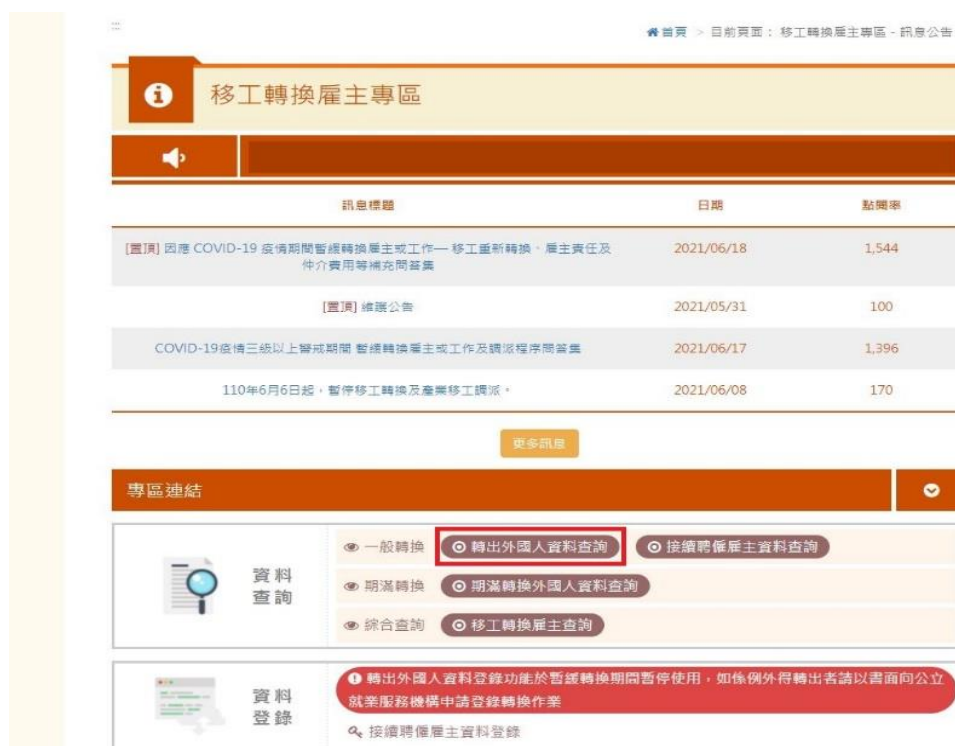 首頁 > 目前頁面： 移工轉換雇主專區 - 訊息公告
移工轉換雇主專區
訊息標題 日期 點閱率
[置頂] 因應 COVID-19 疫情期間暫緩轉換雇主或工作— 移工重新轉換、雇主責任及 2021/06/18 1,544
仲介費用等補充問答集
[置頂] 維護公告 2021/05/31 100
COVID-19疫情三級以上警戒期間 暫緩轉換雇主或工作及調派程序問答集 2021/06/17 1,396
110年6月6日起，暫停移工轉換及產業移工調派。 2021/06/08 170
更多訊息
專區連結
資料
查詢
一般轉換 轉出外國人資料查詢 接續聘僱雇主資料查詢
期滿轉換 期滿轉換外國人資料查詢
綜合查詢 移工轉換雇主查詢
資料
登錄
轉出外國人資料登錄功能於暫緩轉換期間暫停使用，如係例外得轉出者請以書面向公立
就業服務機構申請登錄轉換作業
接續聘僱雇主資料登錄